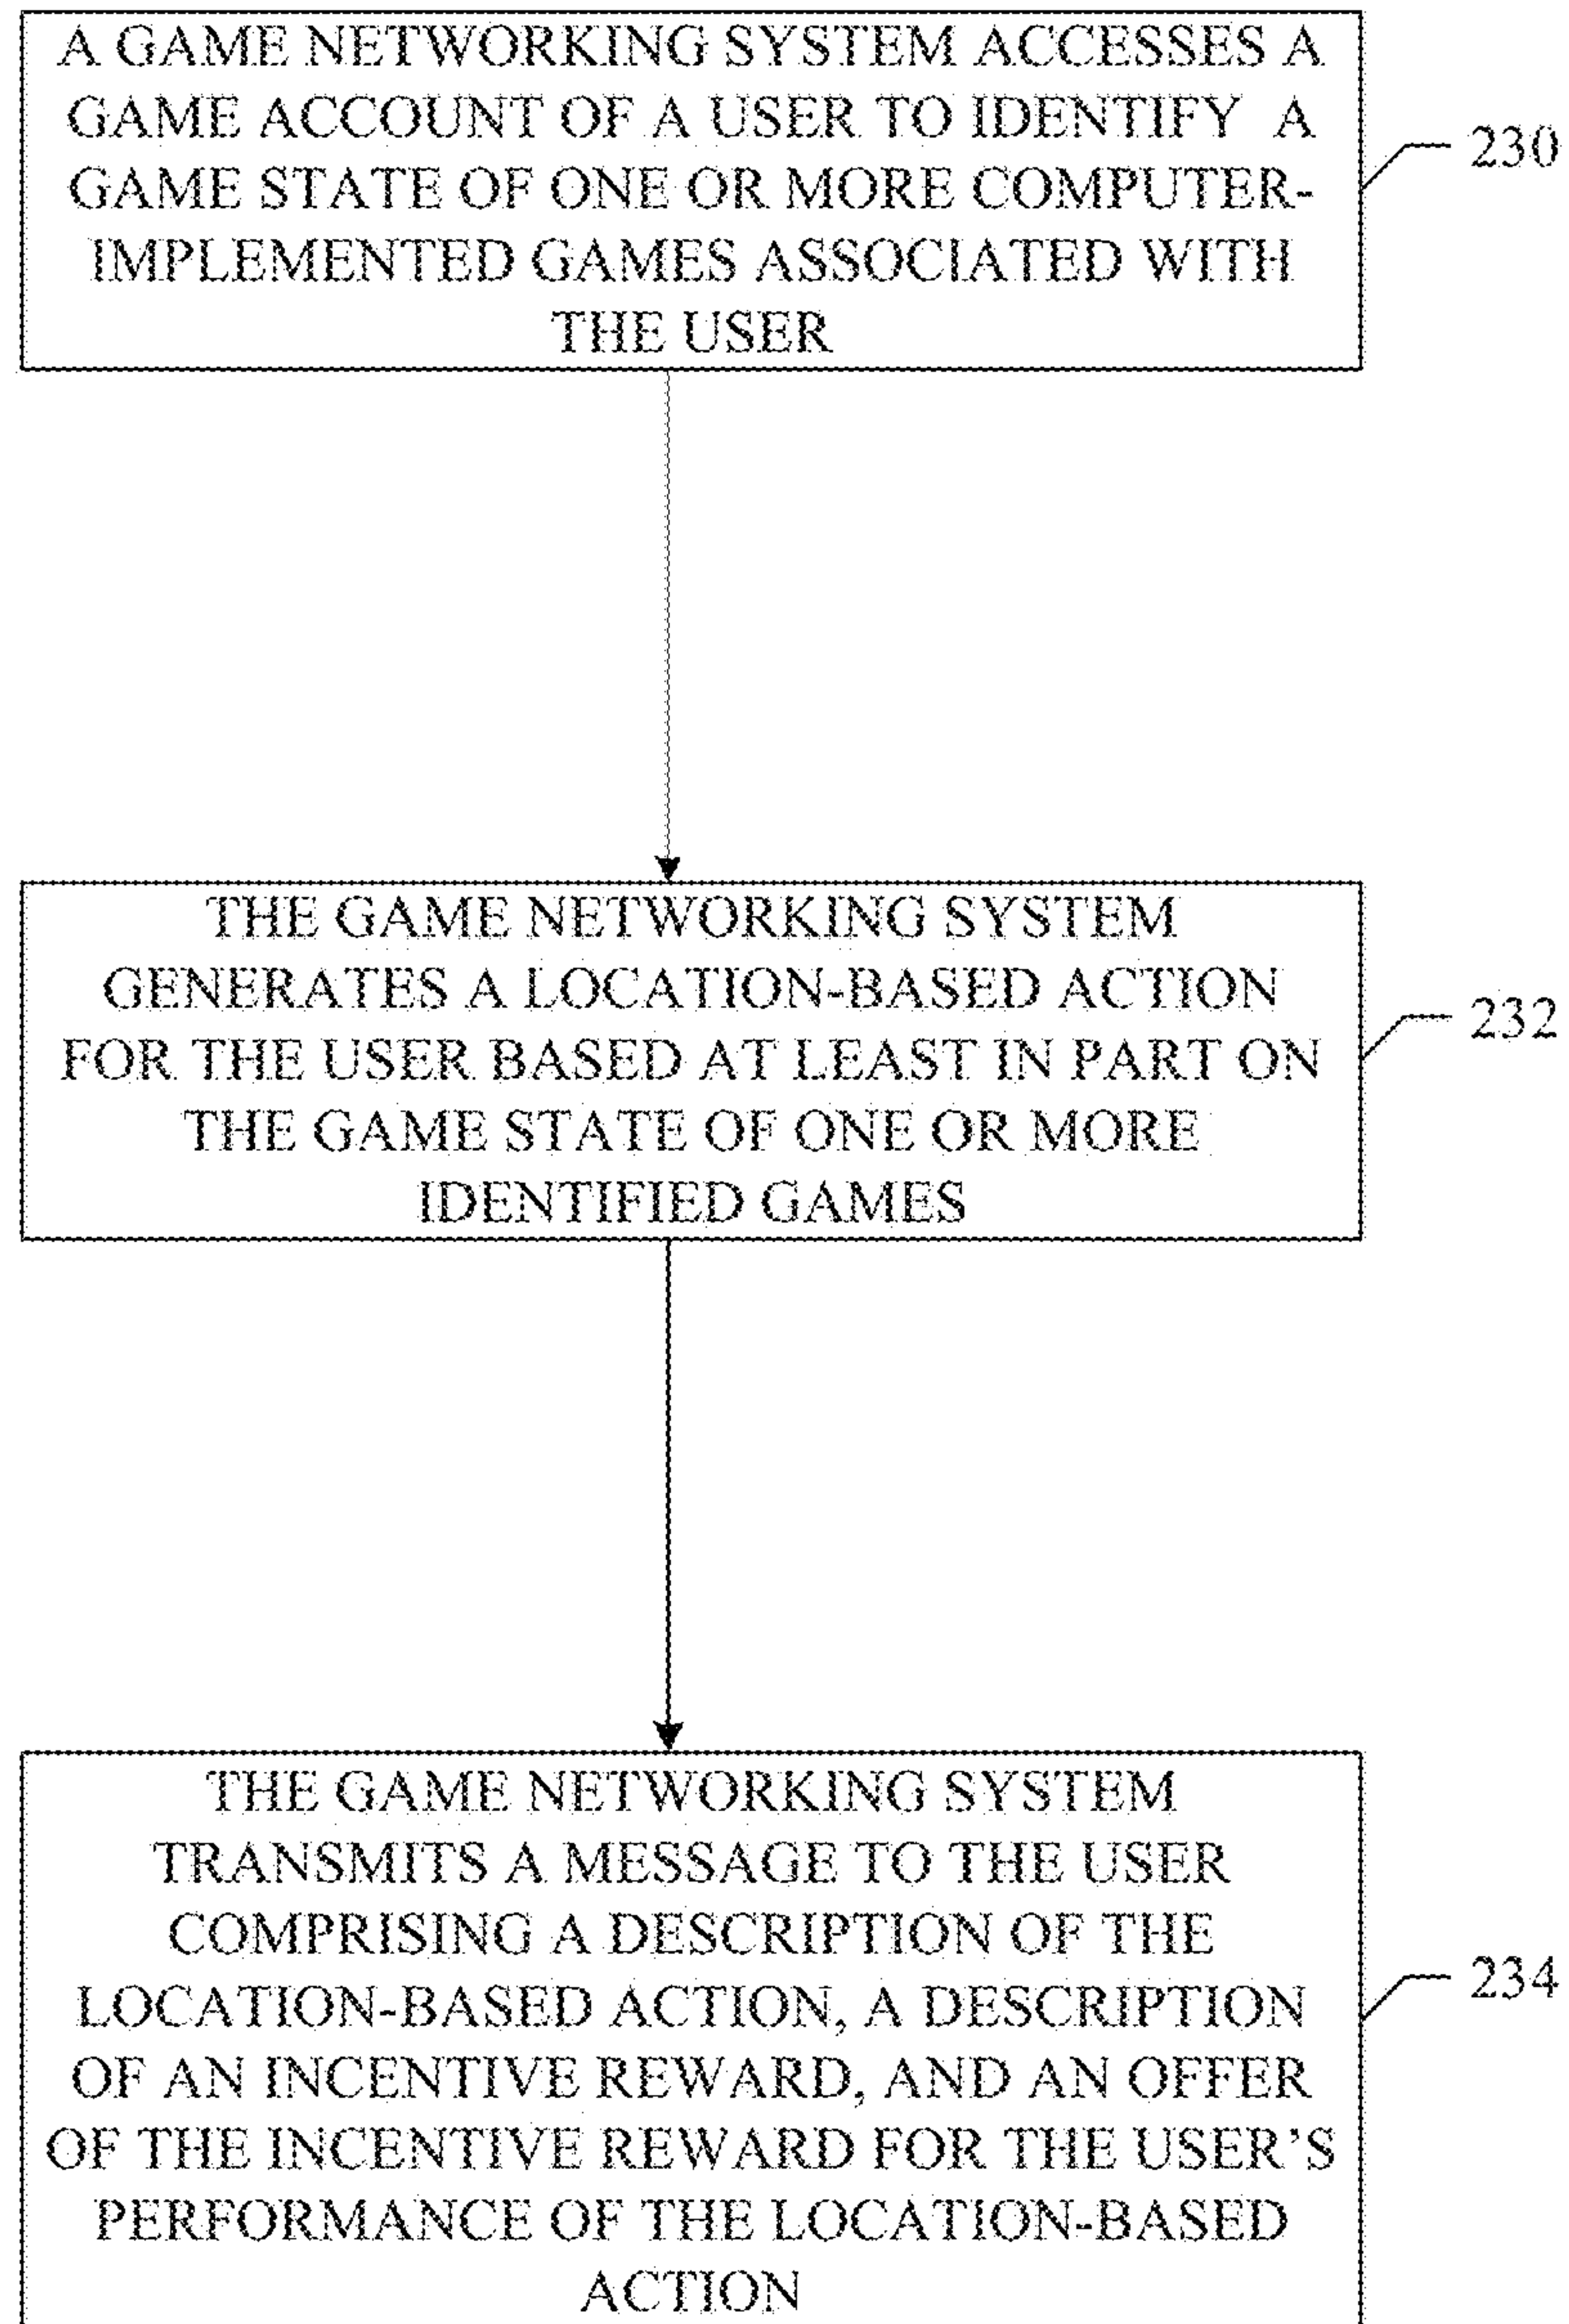 A GAME NETWORKING SYSTEM ACCESSES A
GAME ACCOUNT OF A USER TO IDENTIFY A
GAME STATE OF ONE OR MORE COMPUTER-
IMPLEMENTED GAMES ASSOCIATED WITH
THE USER
230
THE GAME NETWORKING SYSTEM
GENERATES A LOCATION-BASED ACTION
FOR THE USER BASED AT LEAST IN PART ON
THE GAME STATE OF ONE OR MORE
IDENTIFIED GAMES
232
THE GAME NETWORKING SYSTEM
TRANSMITS A MESSAGE TO THE USER
COMPRISING A DESCRIPTION OF THE
LOCATION-BASED ACTION, A DESCRIPTION
OF AN INCENTIVE REWARD, AND AN OFFER
OF THE INCENTIVE REWARD FOR THE USER’S
PERFORMANCE OF THE LOCATION-BASED
ACTION
234